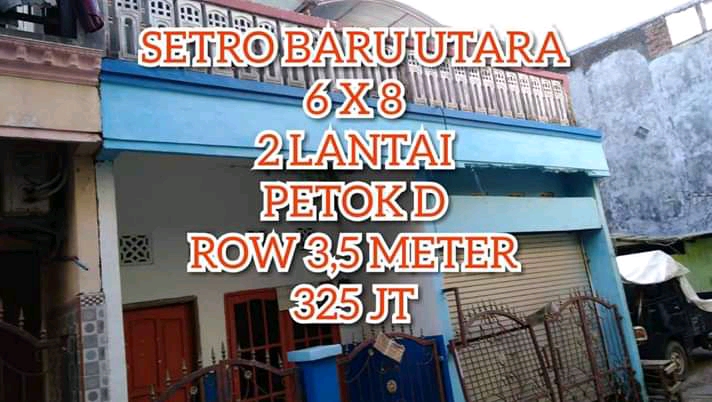 SETRO BARU UTARA
6 X 8
2 LANTAI
PETOK D
ROW 3,5 METER
325 JT